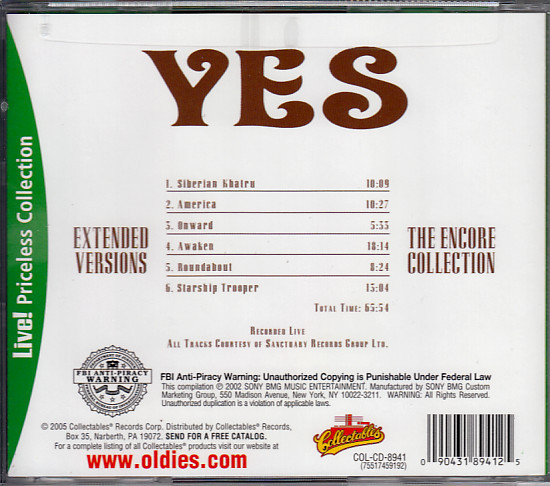 YES
1. Siberian Khatru 10:09
2. America 10:27
3. Onward 5:55
4. Awaken 18:14
5. Roundabout 8:24
6. Starship Trooper 15:04
Total Time: 65:54
EXTENDED
VERSIONS
THE ENCORE
COLLECTION
Recorded Live
All Tracks Courtesy of Sanctuary Records Group Ltd.
Live! Priceless Collection
FBI ANTI-PIRACY
WARNING
FBI Anti-Piracy Warning: Unauthorized Copying is Punishable Under Federal Law
This compilation ℗ 2002 SONY BMG MUSIC ENTERTAINMENT. Manufactured by SONY BMG Custom
Marketing Group, 550 Madison Avenue, New York, NY 10022-3211. WARNING: All Rights Reserved.
Unauthorized duplication is a violation of applicable laws.
© 2005 Collectables® Records Corp. Distributed by Collectables® Records,
Box 35, Narberth, PA 19072. SEND FOR A FREE CATALOG.
For a complete listing of all Collectables® products visit our website at
www.oldies.com
Collectables
COL-CD-8941
(75517459192)
0 90431 89412 5